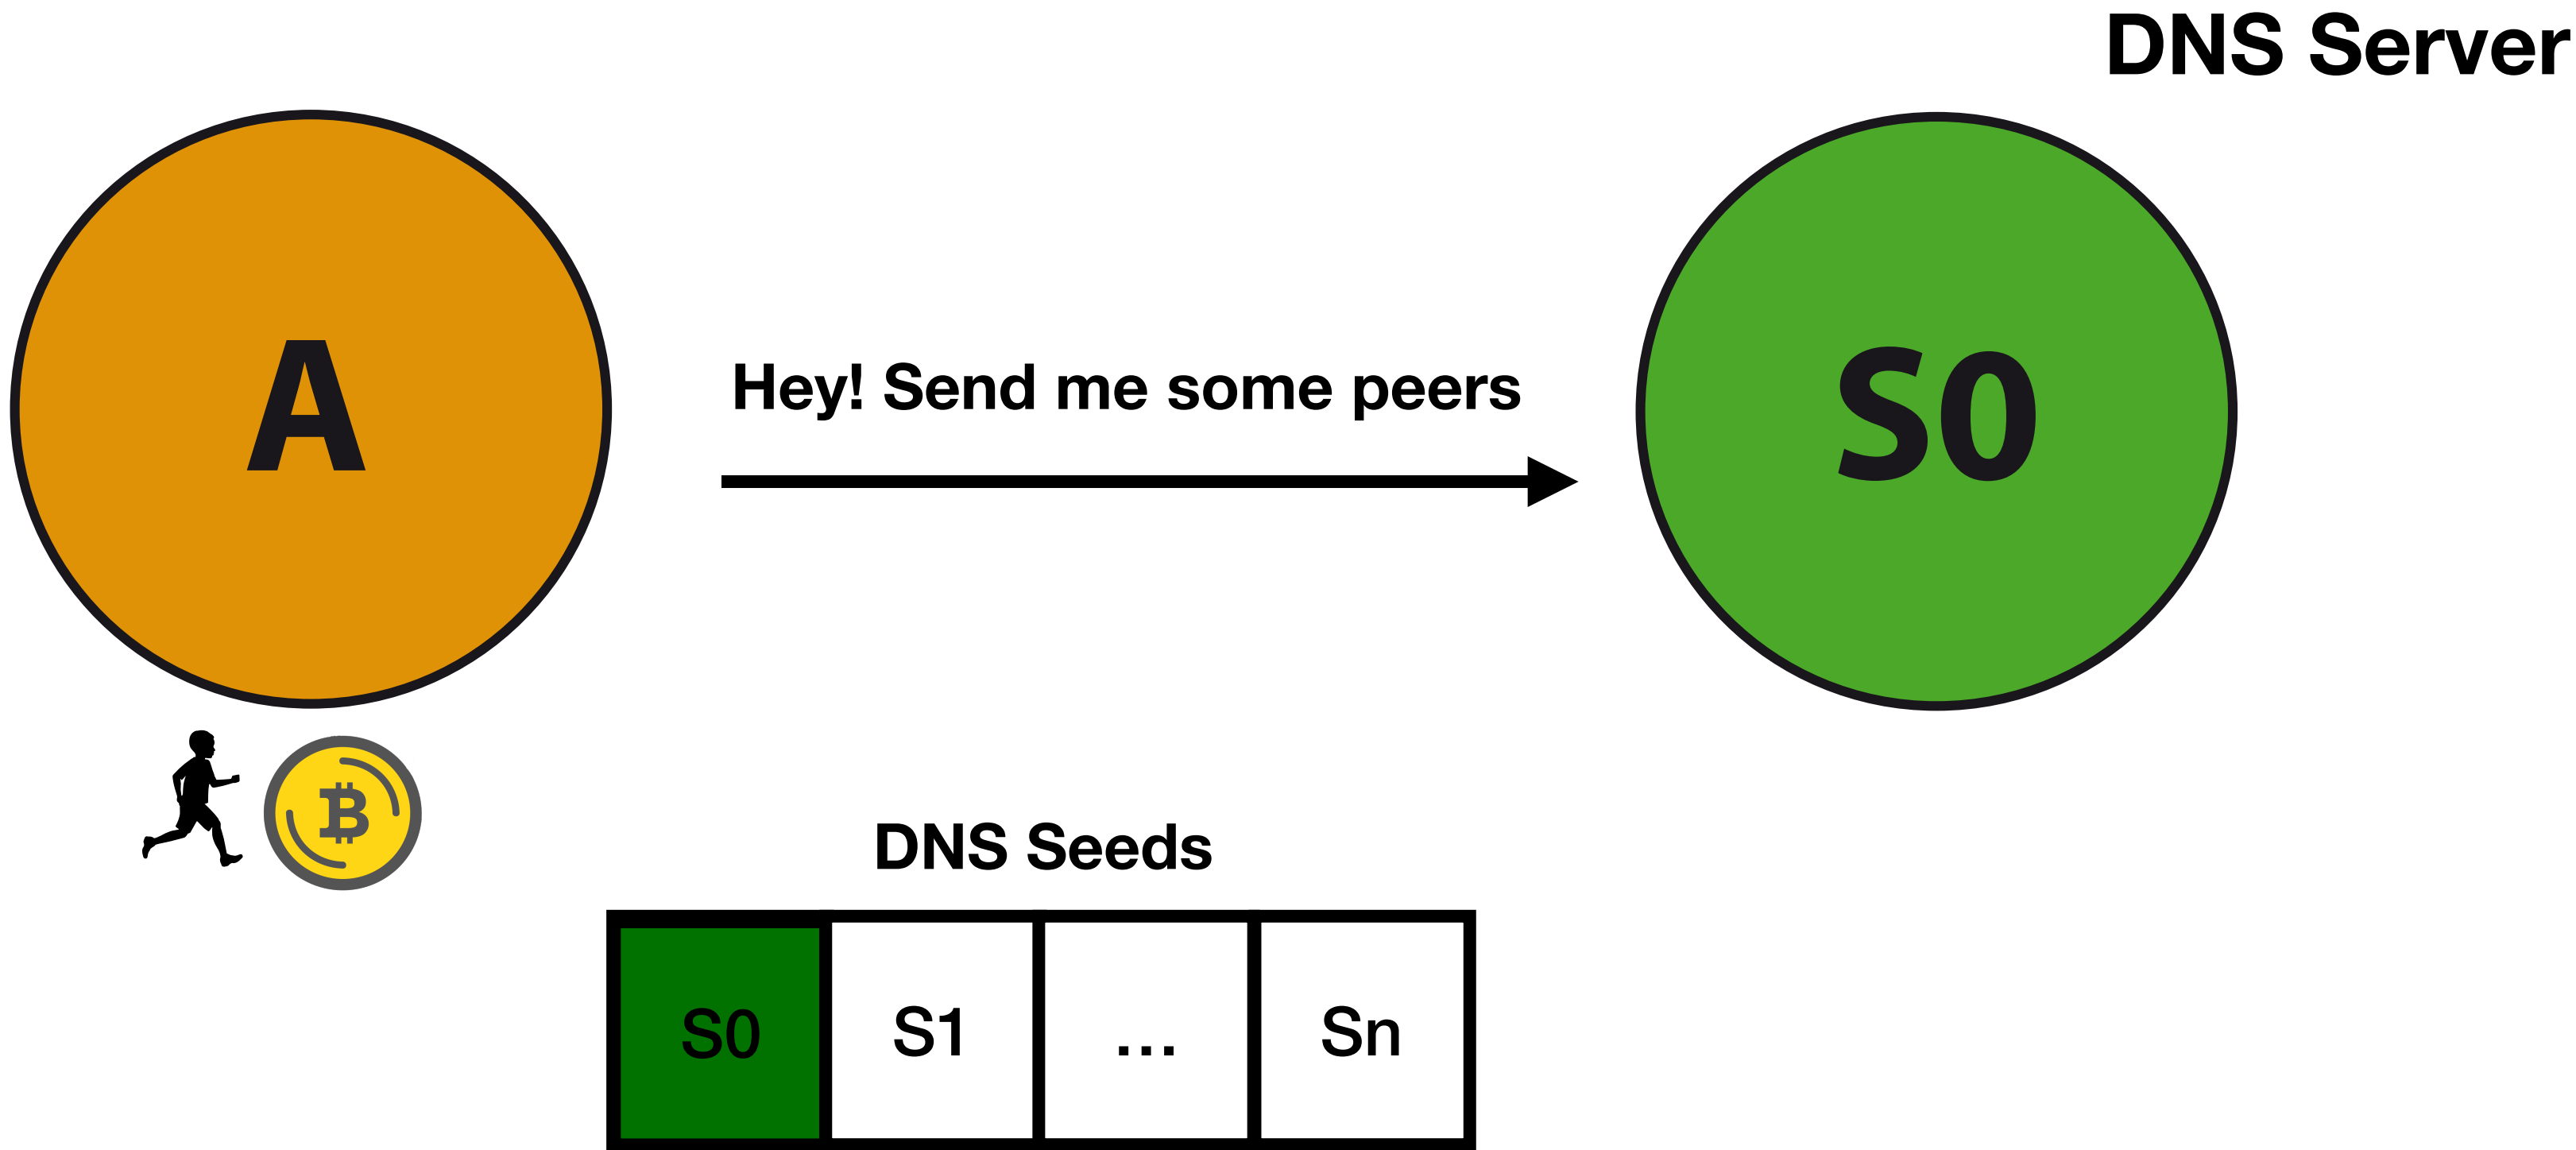 DNS Server
A
Hey! Send me some peers
S0
DNS Seeds
S0
S1
...
Sn